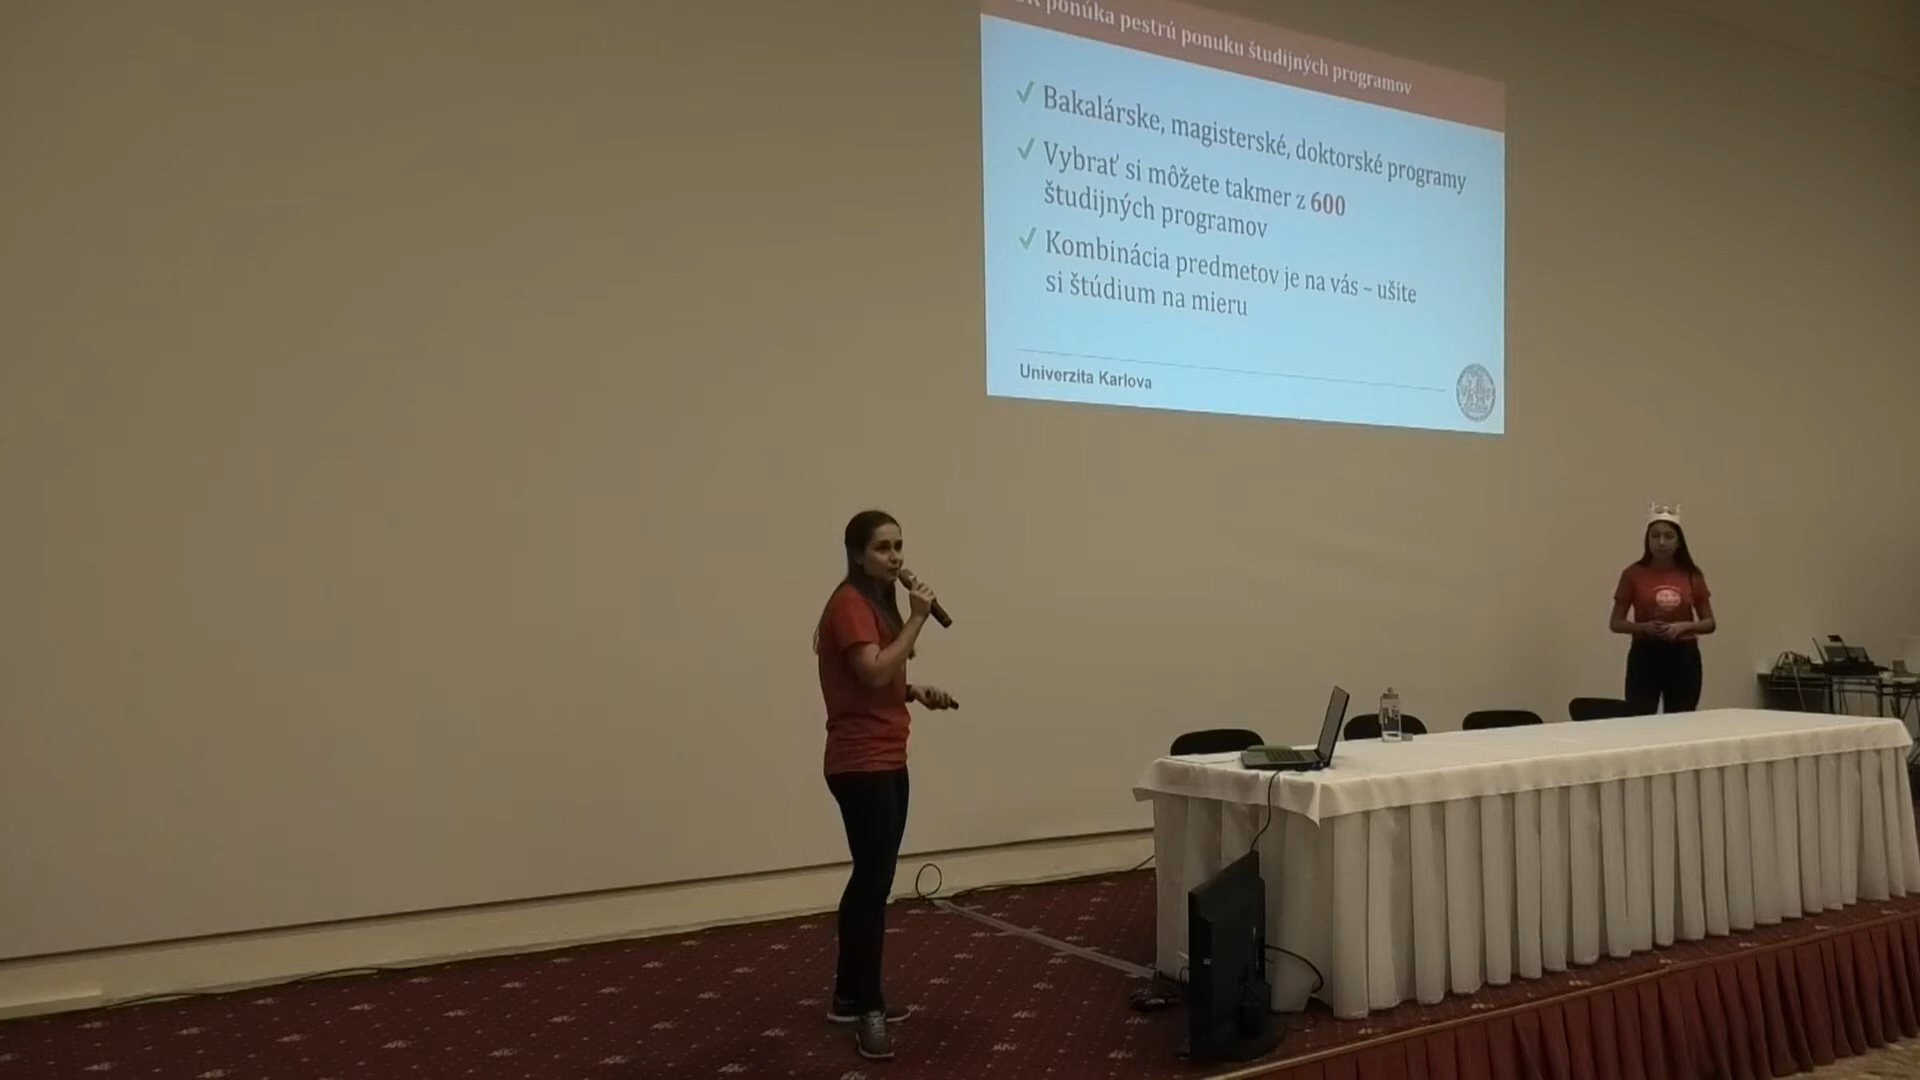 ponúka pestrú ponuku študijných programov
✓ Bakalárske, magisterské, doktorské programy
✓ Vybrať si môžete takmer z 600
študijných programov
✓ Kombinácia predmetov je na vás – ušite
si štúdium na mieru
Univerzita Karlova